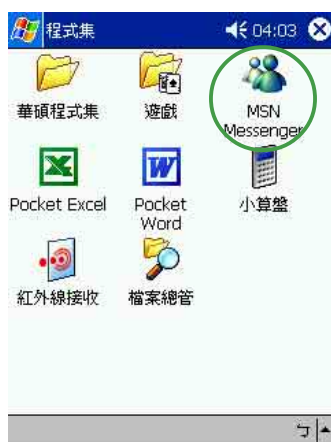 程式集 04:03
華碩程式集 遊戲 MSN Messenger
Pocket Excel Pocket Word 小算盤
紅外線接收 檔案總管
ㄅ